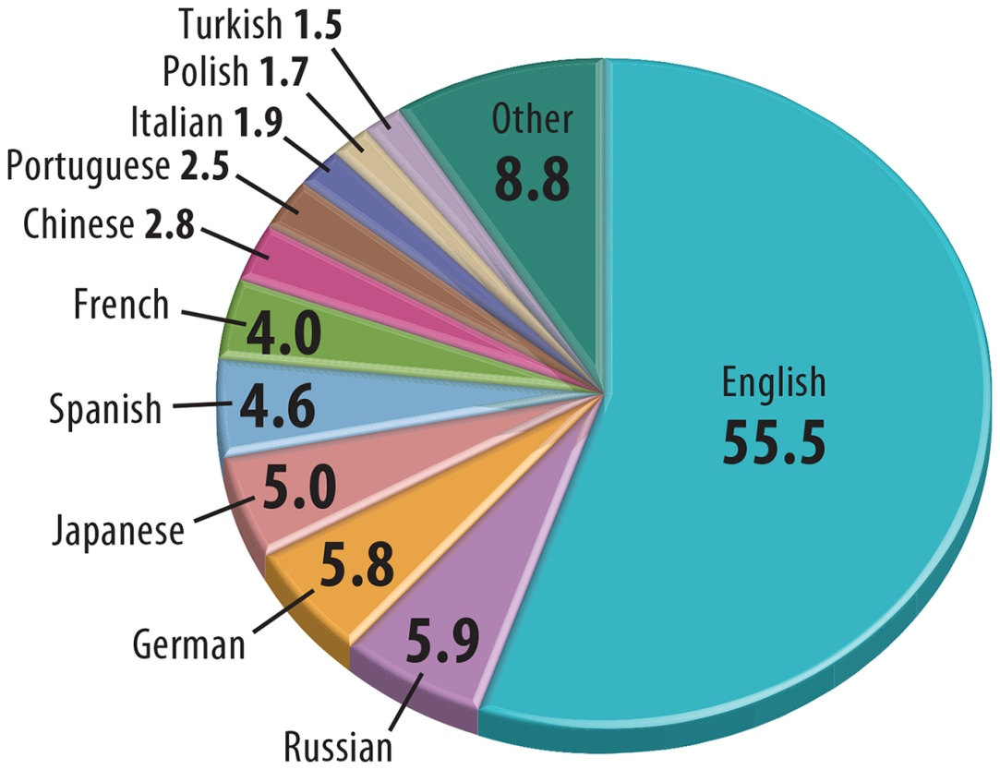 Turkish 1.5
Polish 1.7
Italian 1.9
Portuguese 2.5
Chinese 2.8
French
4.0
Spanish
4.6
Japanese
5.0
German
5.8
Russian
5.9
Other
8.8
English
55.5